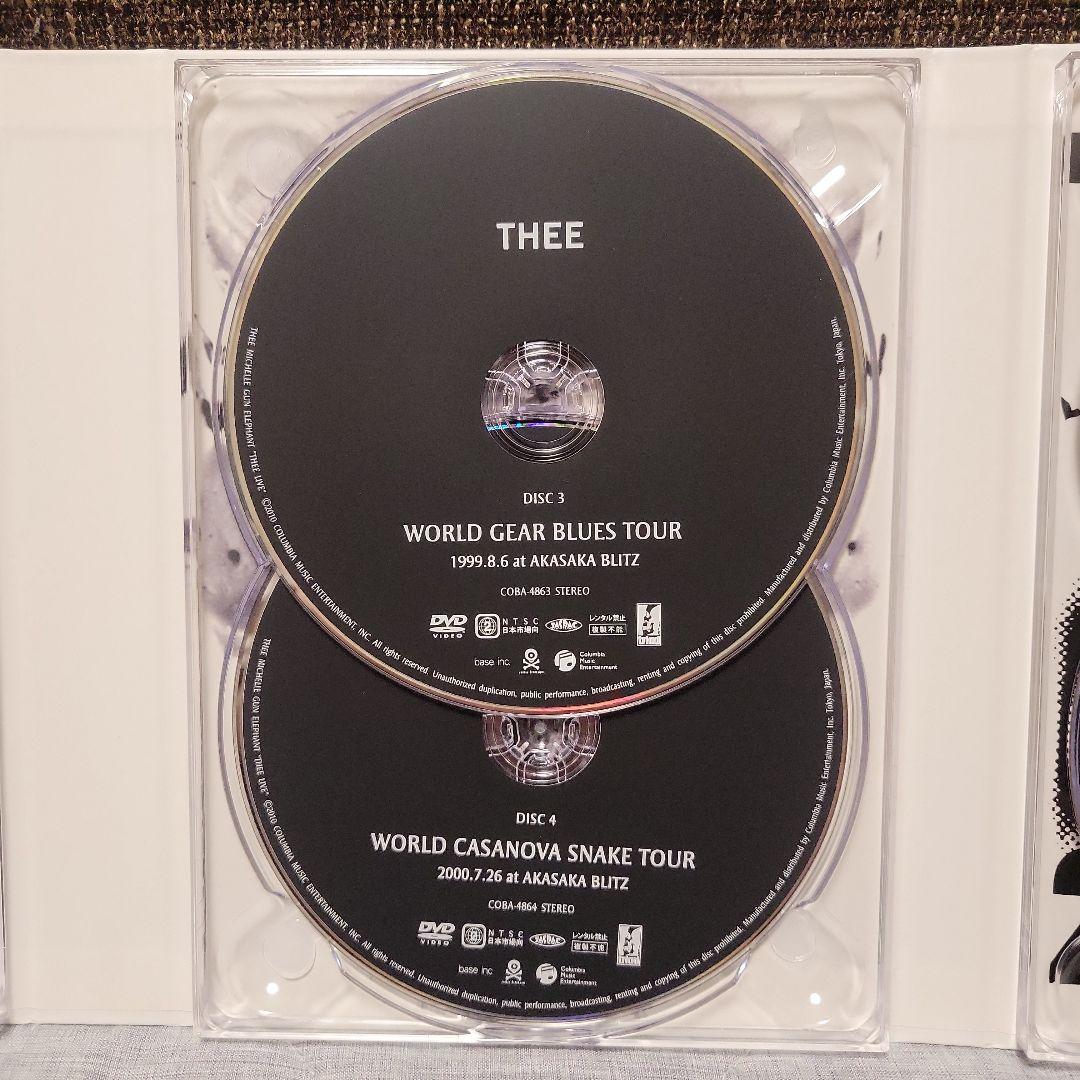 THEE
DISC 3
WORLD GEAR BLUES TOUR
1999.8.6 at AKASAKA BLITZ
COBA-4863 STEREO
DVD VIDEO
2 NTSC 日本市場向
レンタル禁止 複製不能
base inc.
Columbia Music Entertainment
THEE MICHELLE GUN ELEPHANT "THEE LIVE" ©2010 COLUMBIA MUSIC ENTERTAINMENT, INC. All rights reserved. Unauthorized duplication, public performance, broadcasting, renting and copying of this disc prohibited. Manufactured and distributed by Columbia Music Entertainment, Inc. Tokyo, Japan.
DISC 4
WORLD CASANOVA SNAKE TOUR
2000.7.26 at AKASAKA BLITZ
COBA-4864 STEREO
DVD VIDEO
2 NTSC 日本市場向
レンタル禁止 複製不能
base inc
Columbia Music Entertainment
THEE MICHELLE GUN ELEPHANT "THEE LIVE" ©2010 COLUMBIA MUSIC ENTERTAINMENT, INC. All rights reserved. Unauthorized duplication, public performance, broadcasting, renting and copying of this disc prohibited. Manufactured and distributed by Columbia Music Entertainment, Inc. Tokyo, Japan.